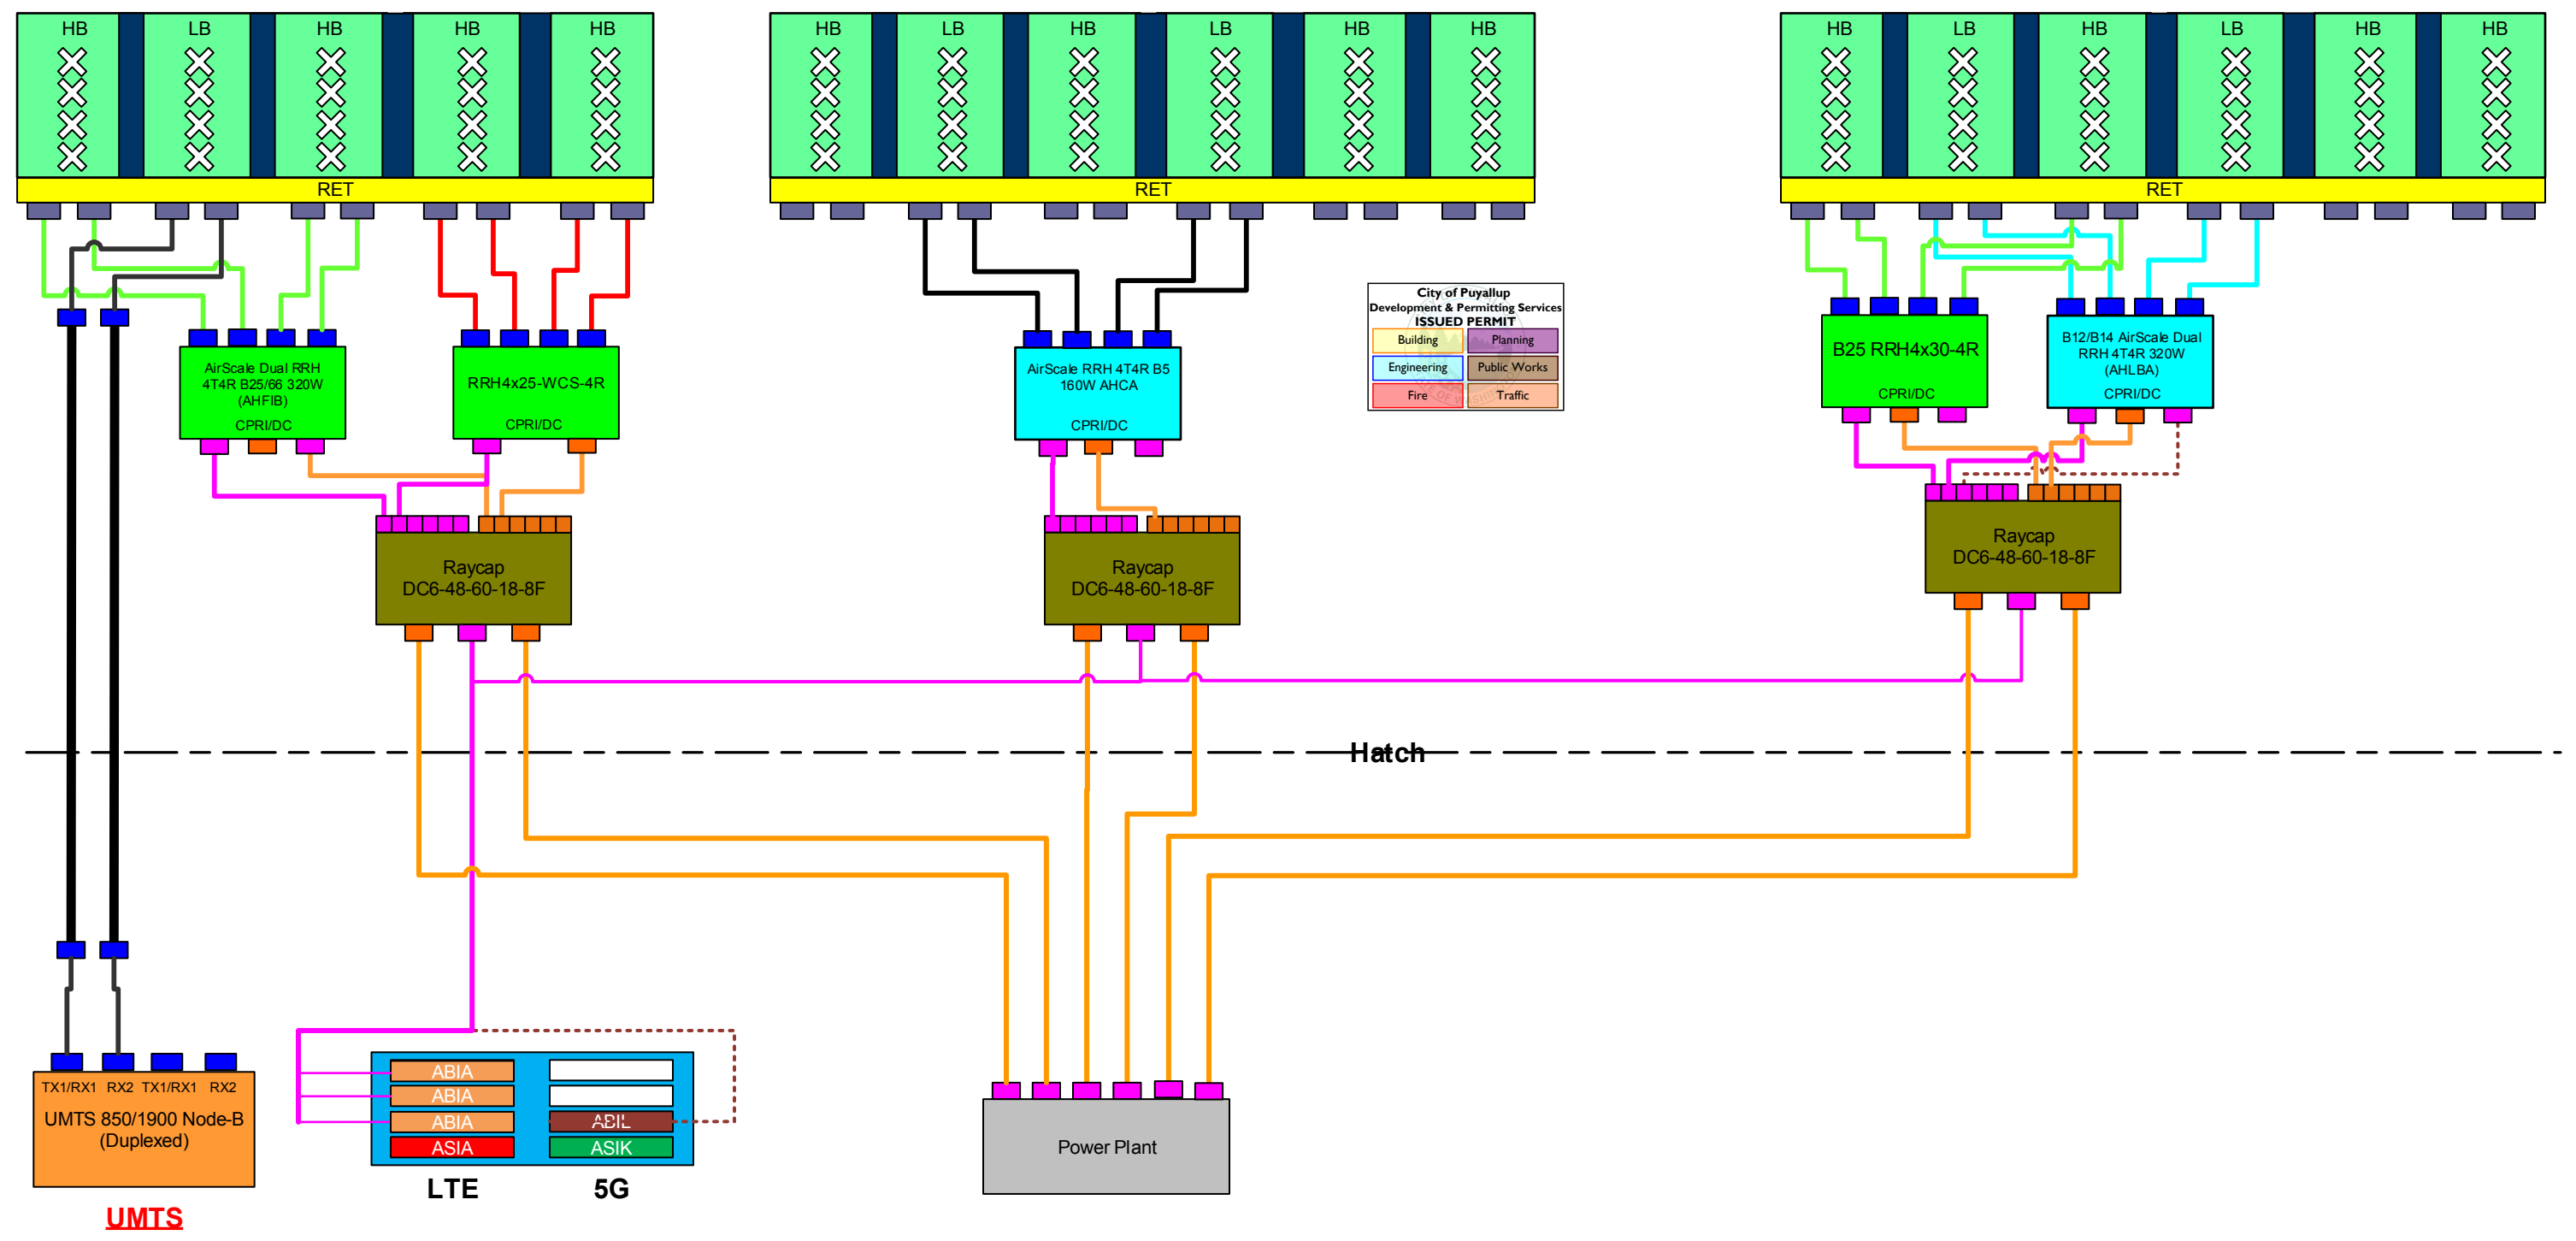 HB LB HB HB HB
RET
HB LB HB LB HB HB
RET
HB LB HB LB HB HB
RET
AirScale Dual RRH
4T4R B25/66 320W
(AHFIB)
CPRI/DC
RRH4x25-WCS-4R
CPRI/DC
AirScale RRH 4T4R B5
160W AHCA
CPRI/DC
City of Puyallup
Development & Permitting Services
ISSUED PERMIT
Building Planning
Engineering Public Works
Fire Traffic
OF WASHIN
B25 RRH4x30-4R
CPRI/DC
B12/B14 AirScale Dual
RRH 4T4R 320W
(AHLBA)
CPRI/DC
Raycap
DC6-48-60-18-8F
Raycap
DC6-48-60-18-8F
Raycap
DC6-48-60-18-8F
Hatch
TX1/RX1 RX2 TX1/RX1 RX2
UMTS 850/1900 Node-B
(Duplexed)
UMTS
ABIA
ABIA
ABIA ABIL
ASIA ASIK
LTE 5G
Power Plant